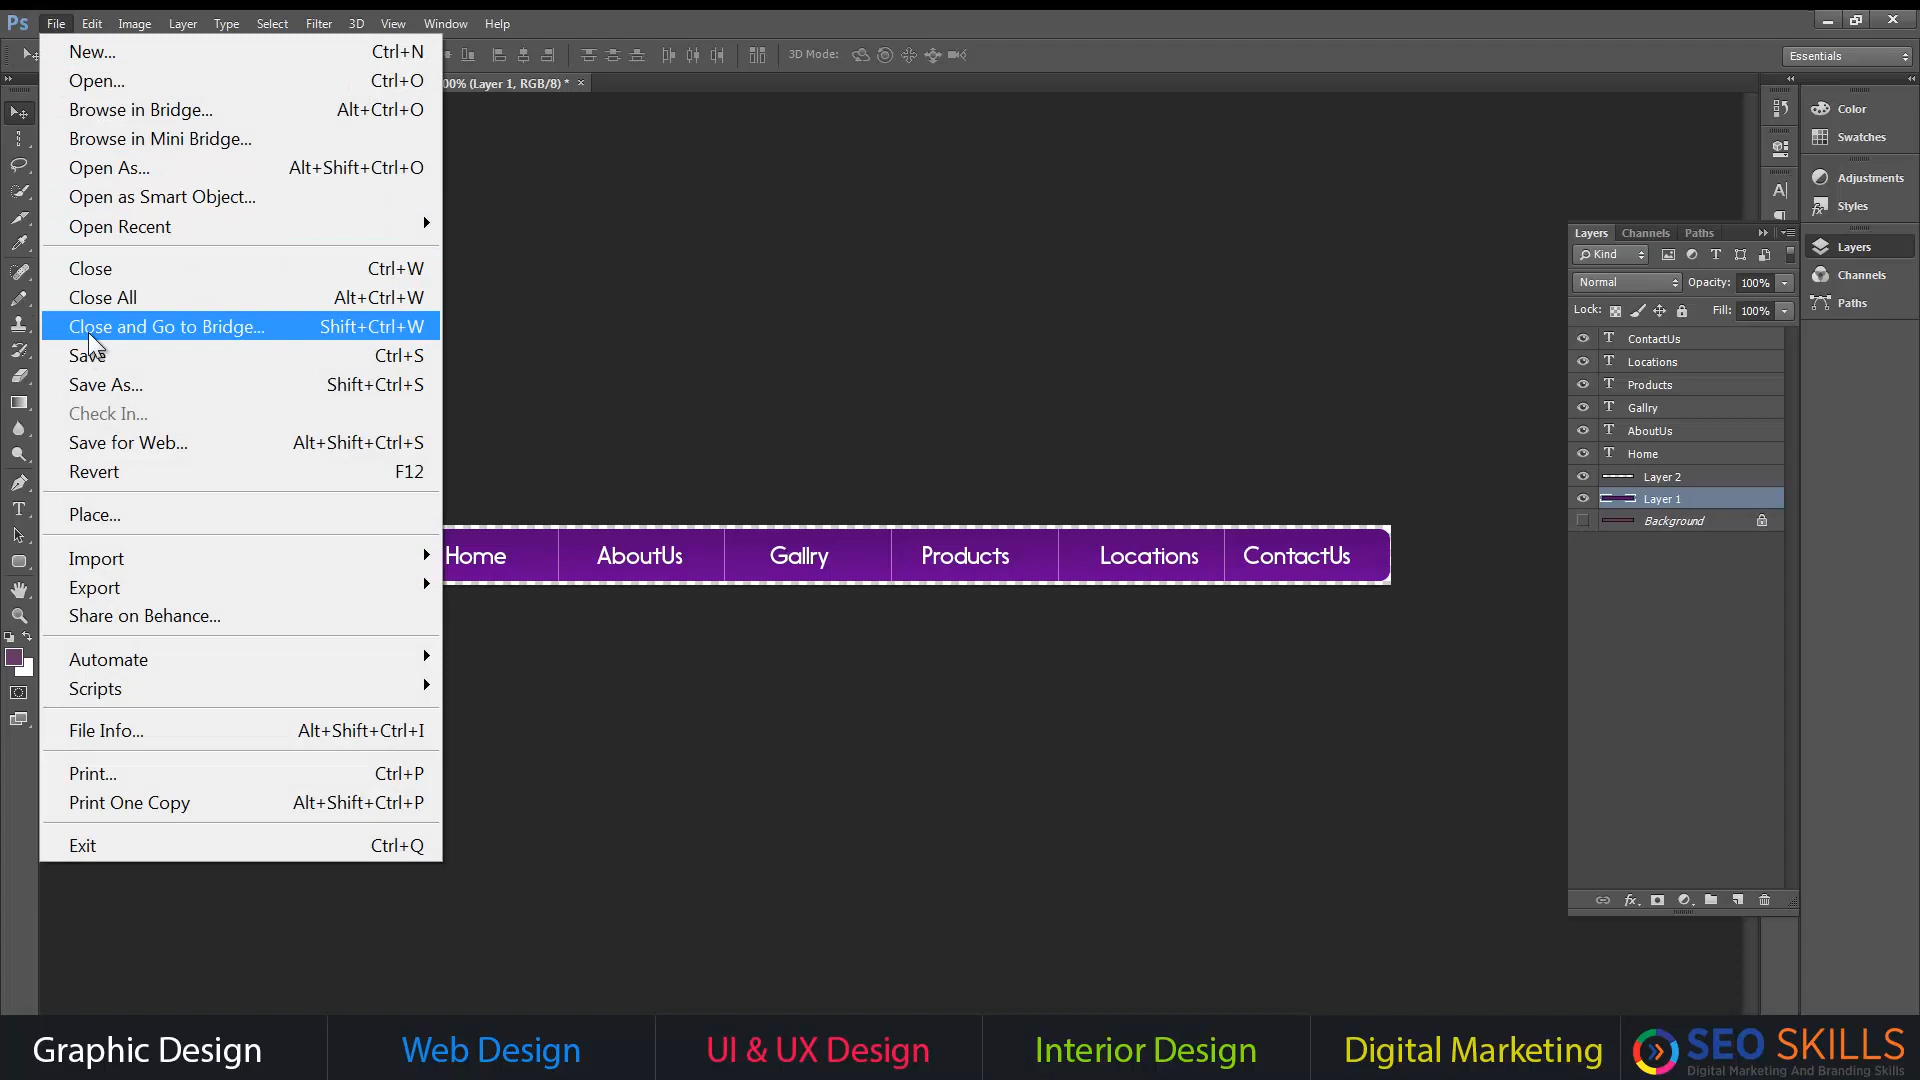 Ps File Edit Image Layer Type Select Filter 3D View Window Help
3D Mode:
Essentials
00% (Layer 1, RGB/8) * ×
New... Ctrl+N
Open... Ctrl+O
Browse in Bridge... Alt+Ctrl+O
Browse in Mini Bridge...
Open As... Alt+Shift+Ctrl+O
Open as Smart Object...
Open Recent
Close Ctrl+W
Close All Alt+Ctrl+W
Close and Go to Bridge... Shift+Ctrl+W
Save Ctrl+S
Save As... Shift+Ctrl+S
Check In...
Save for Web... Alt+Shift+Ctrl+S
Revert F12
Place...
Import
Export
Share on Behance...
Automate
Scripts
File Info... Alt+Shift+Ctrl+I
Print... Ctrl+P
Print One Copy Alt+Shift+Ctrl+P
Exit Ctrl+Q
Home AboutUs Gallry Products Locations ContactUs
Layers Channels Paths
Kind
Normal Opacity: 100%
Lock: Fill: 100%
T ContactUs
T Locations
T Products
T Gallry
T AboutUs
T Home
Layer 2
Layer 1
Background
fx
Color
Swatches
Adjustments
Styles
Layers
Channels
Paths
Graphic Design Web Design UI & UX Design Interior Design Digital Marketing
SEO SKILLS
Digital Marketing And Branding Skills